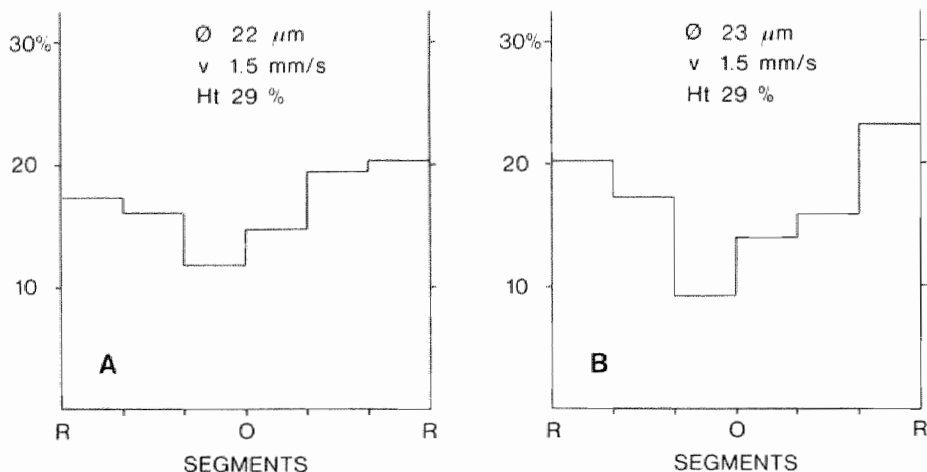 30%
20
10
Ø 22 μm
v 1.5 mm/s
Ht 29 %
A
R O R
SEGMENTS
30%
20
10
Ø 23 μm
v 1.5 mm/s
Ht 29 %
B
R O R
SEGMENTS